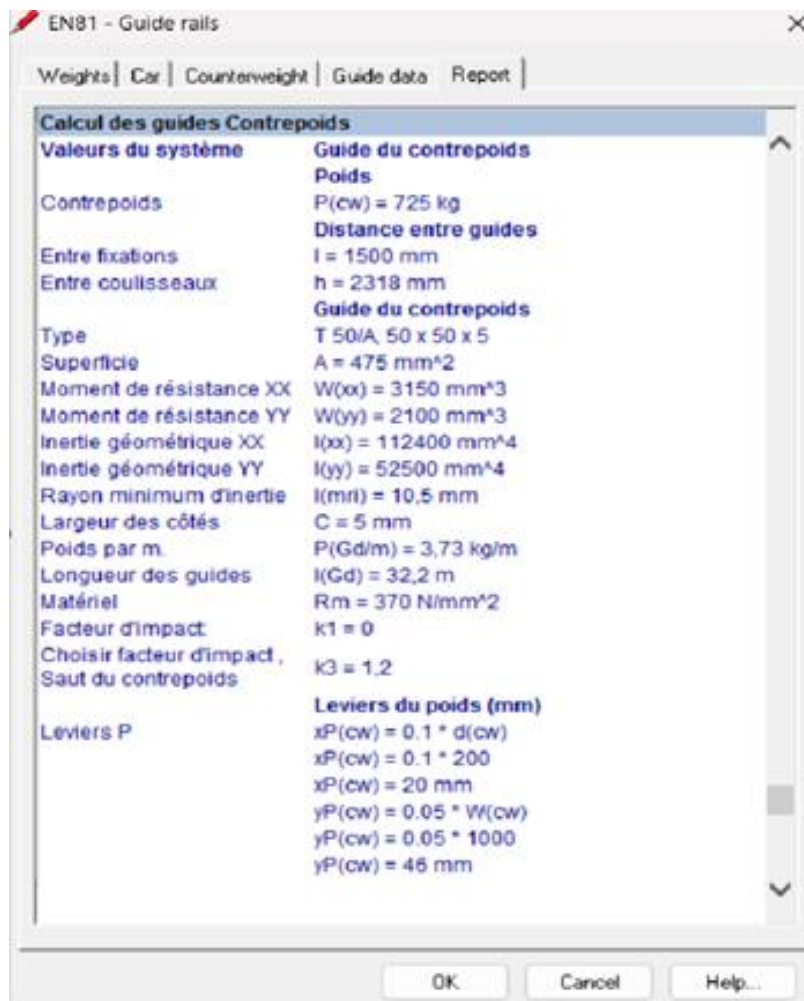 EN81 - Guide rails
Weights Car Counterweight Guide data Report
Calcul des guides Contrepoids
Valeurs du système Guide du contrepoids
Poids
Contrepoids P(cw) = 725 kg
Distance entre guides
Entre fixations l = 1500 mm
Entre coulisseaux h = 2318 mm
Guide du contrepoids
Type T 50/A, 50 x 50 x 5
Superficie A = 475 mm^2
Moment de résistance XX W(xx) = 3150 mm^3
Moment de résistance YY W(yy) = 2100 mm^3
Inertie géométrique XX I(xx) = 112400 mm^4
Inertie géométrique YY I(yy) = 52500 mm^4
Rayon minimum d'inertie I(mri) = 10,5 mm
Largeur des côtés C = 5 mm
Poids par m. P(Gd/m) = 3,73 kg/m
Longueur des guides l(Gd) = 32,2 m
Matériel Rm = 370 N/mm^2
Facteur d'impact k1 = 0
Choisir facteur d'impact , Saut du contrepoids k3 = 1,2
Leviers du poids (mm)
Leviers P xP(cw) = 0.1 * d(cw)
xP(cw) = 0.1 * 200
xP(cw) = 20 mm
yP(cw) = 0.05 * W(cw)
yP(cw) = 0.05 * 1000
yP(cw) = 46 mm
OK Cancel Help...